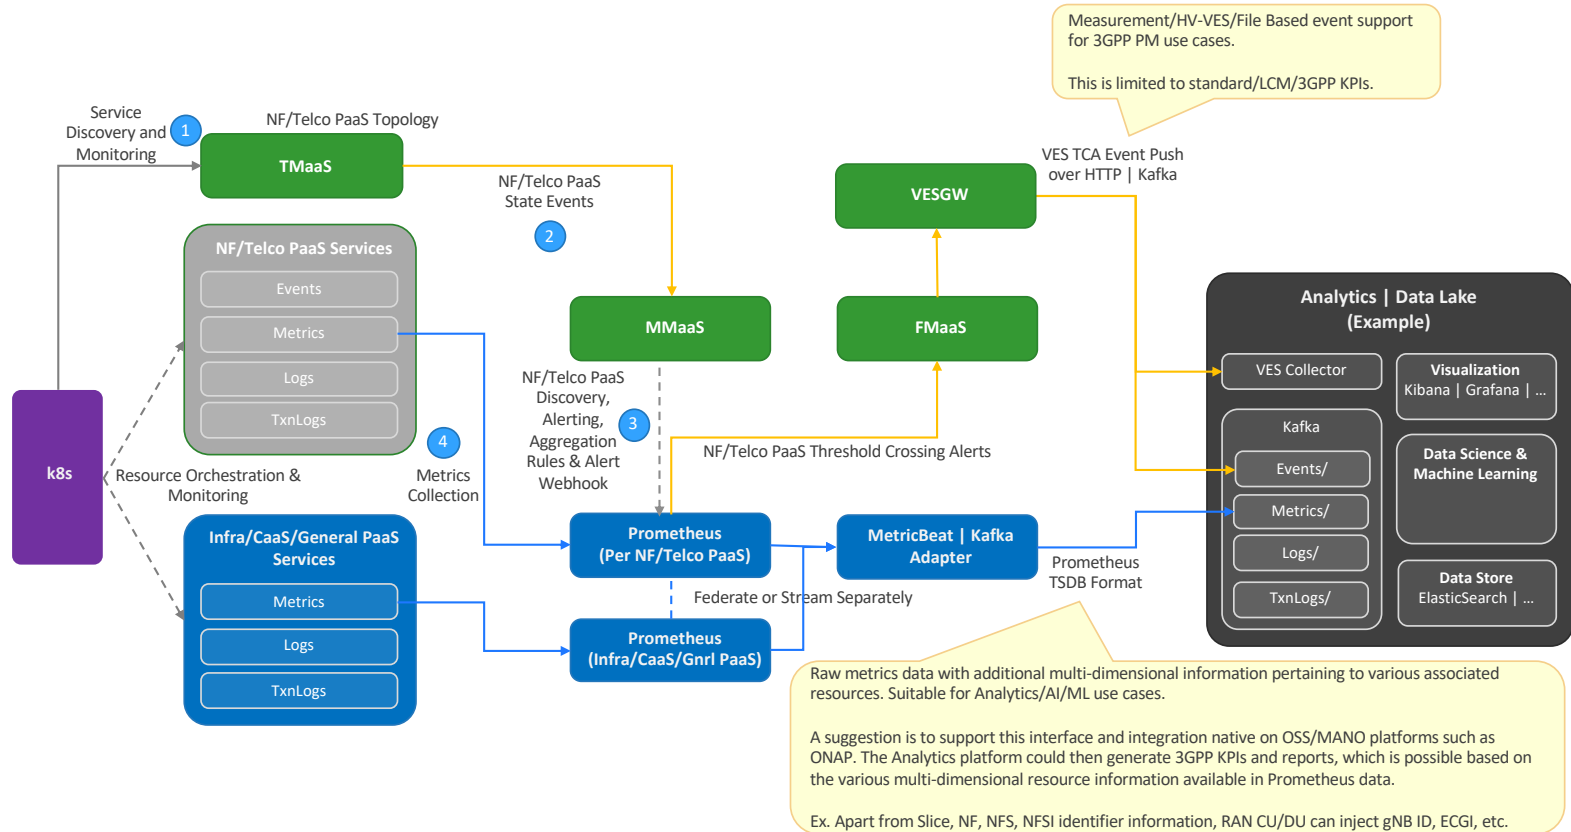 Measurement/HV-VES/File Based event support
for 3GPP PM use cases.
This is limited to standard/LCM/3GPP KPIs.
Service
Discovery and
Monitoring
1
NF/Telco PaaS Topology
TMaaS
NF/Telco PaaS
State Events
2
VES TCA Event Push
over HTTP | Kafka
VESGW
NF/Telco PaaS Services
Events
Metrics
Logs
TxnLogs
MMaaS
FMaaS
Analytics | Data Lake
(Example)
VES Collector
Visualization
Kibana | Grafana | ...
Kafka
Events/
Metrics/
Logs/
TxnLogs/
Data Science &
Machine Learning
Data Store
ElasticSearch | ...
NF/Telco PaaS
Discovery,
Alerting,
Aggregation
Rules & Alert
Webhook
3
4
Metrics
Collection
NF/Telco PaaS Threshold Crossing Alerts
k8s
Resource Orchestration &
Monitoring
Infra/CaaS/General PaaS
Services
Metrics
Logs
TxnLogs
Prometheus
(Per NF/Telco PaaS)
MetricBeat | Kafka
Adapter
Prometheus
TSDB Format
Federate or Stream Separately
Prometheus
(Infra/CaaS/Gnrl PaaS)
Raw metrics data with additional multi-dimensional information pertaining to various associated
resources. Suitable for Analytics/AI/ML use cases.
A suggestion is to support this interface and integration native on OSS/MANO platforms such as
ONAP. The Analytics platform could then generate 3GPP KPIs and reports, which is possible based on
the various multi-dimensional resource information available in Prometheus data.
Ex. Apart from Slice, NF, NFS, NFSI identifier information, RAN CU/DU can inject gNB ID, ECGI, etc.